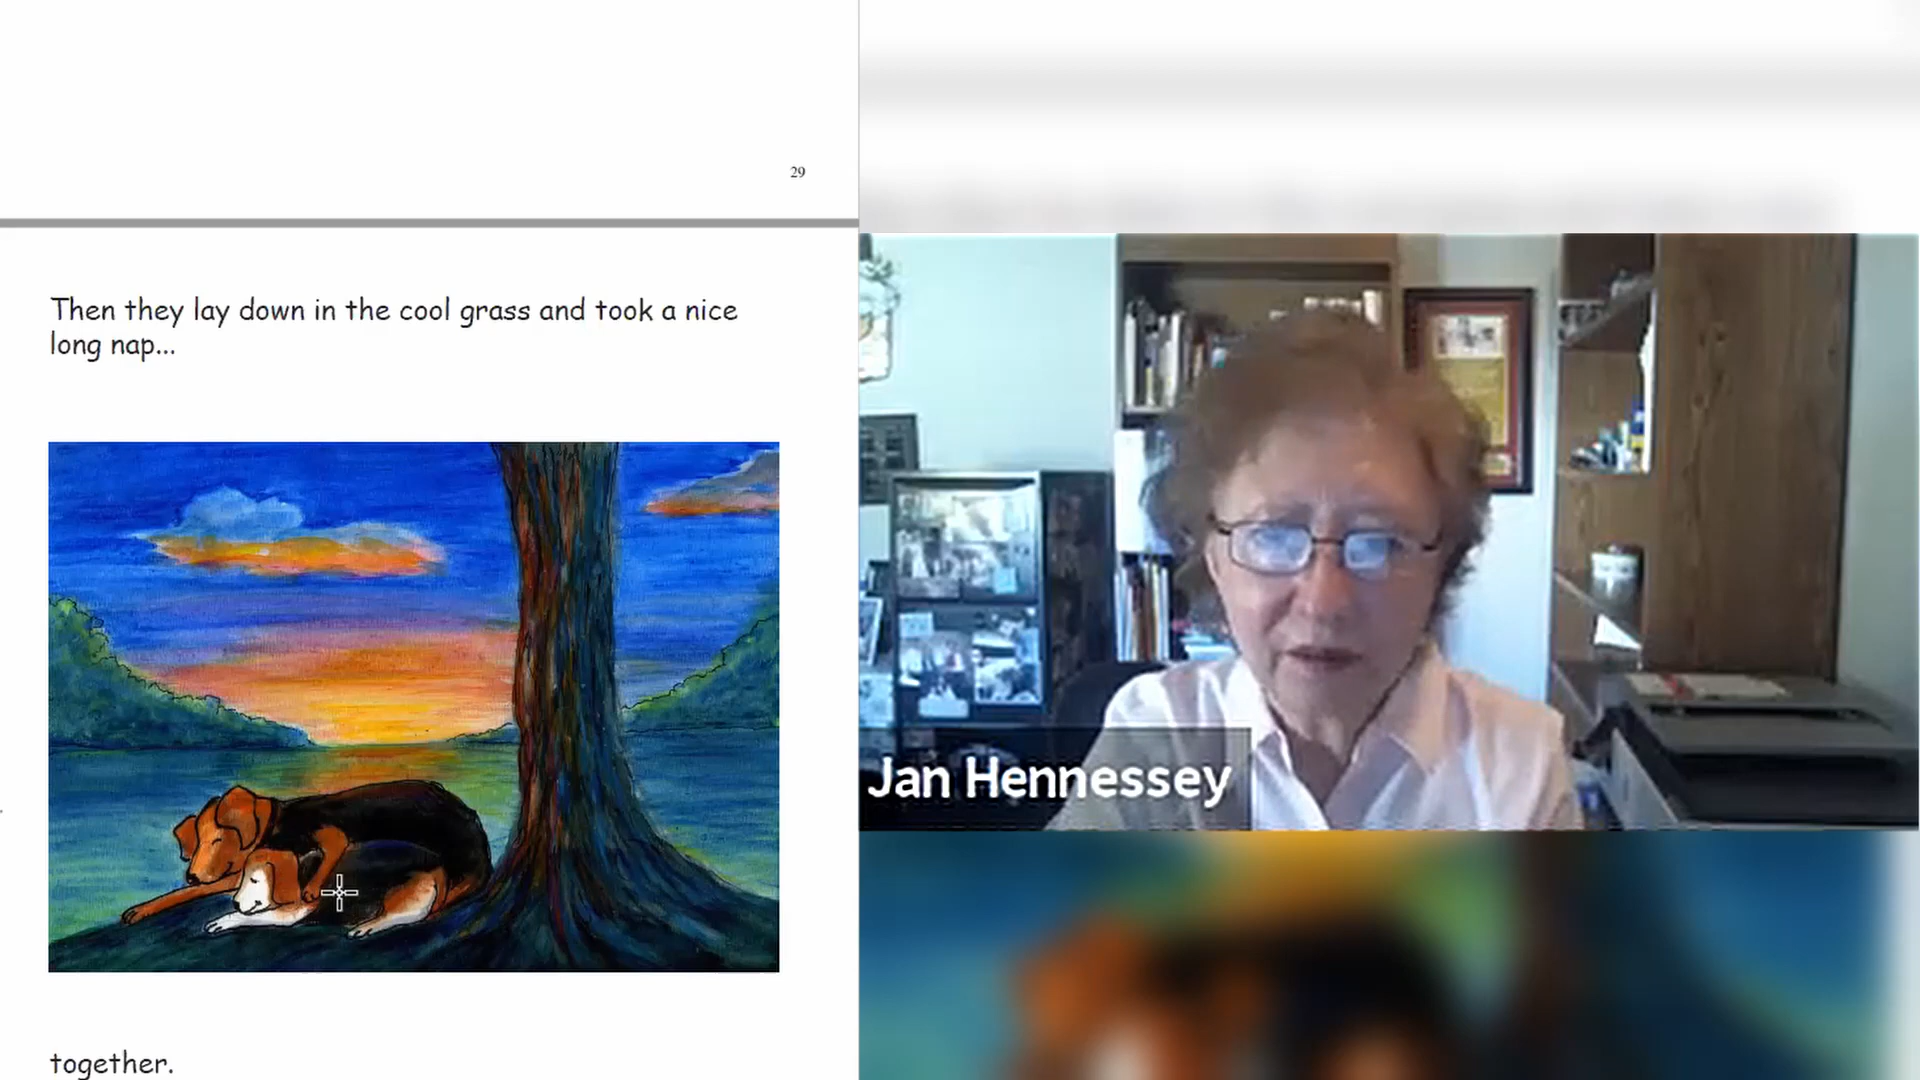 29
Then they lay down in the cool grass and took a nice
long nap...
together.
Jan Hennessey